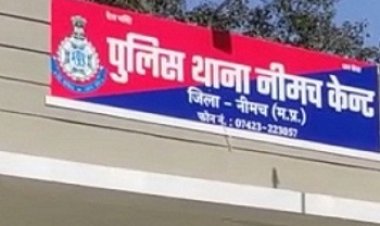 पुलिस थाना नीमच केन्ट
जिला - नीमच (म.प्र.)
फोन नं. : 07423-223057